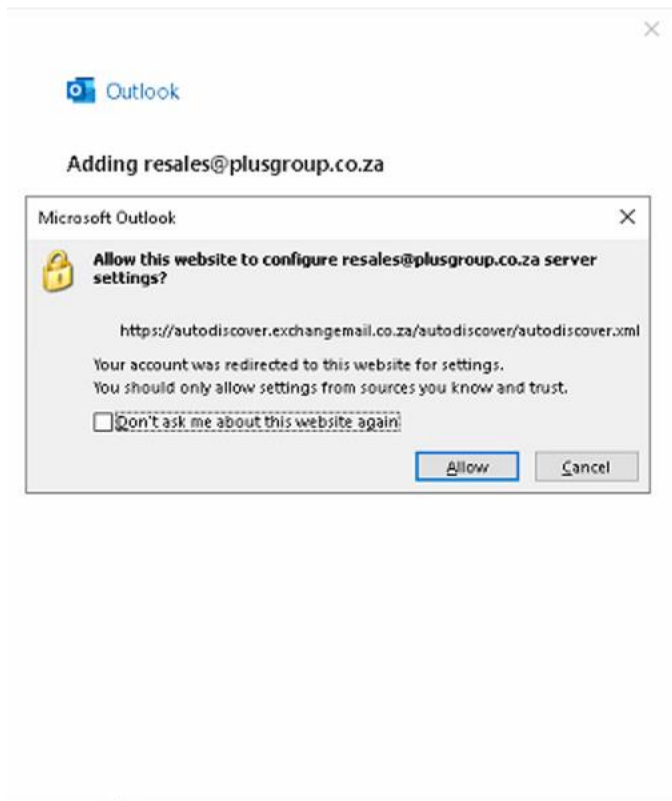 Outlook
Adding resales@plusgroup.co.za
Microsoft Outlook
Allow this website to configure resales@plusgroup.co.za server
settings?
https://autodiscover.exchangemail.co.za/autodiscover/autodiscover.xml
Your account was redirected to this website for settings.
You should only allow settings from sources you know and trust.
Don't ask me about this website again
Allow Cancel